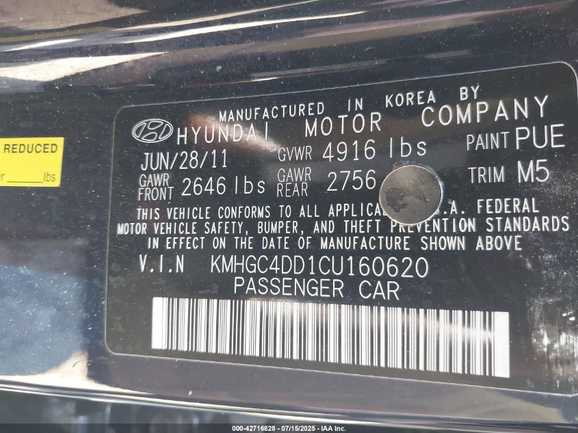 MANUFACTURED IN KOREA BY
HYUNDAI MOTOR COMPANY
JUN/28/11 GVWR 4916 lbs PAINT PUE
GAWR FRONT 2646 lbs GAWR REAR 2756 TRIM M5
THIS VEHICLE CONFORMS TO ALL .A. FEDERAL
MOTOR VEHICLE SAFETY, BUMPER, AND THEFT PREVENTION STANDARDS
IN EFFECT ON THE DATE OF MANUFACTURE SHOWN ABOVE
V.I.N KMHGC4DD1CU160620
PASSENGER CAR
REDUCED
lbs
000-42716828 - 07/15/2025 - IAA Inc.